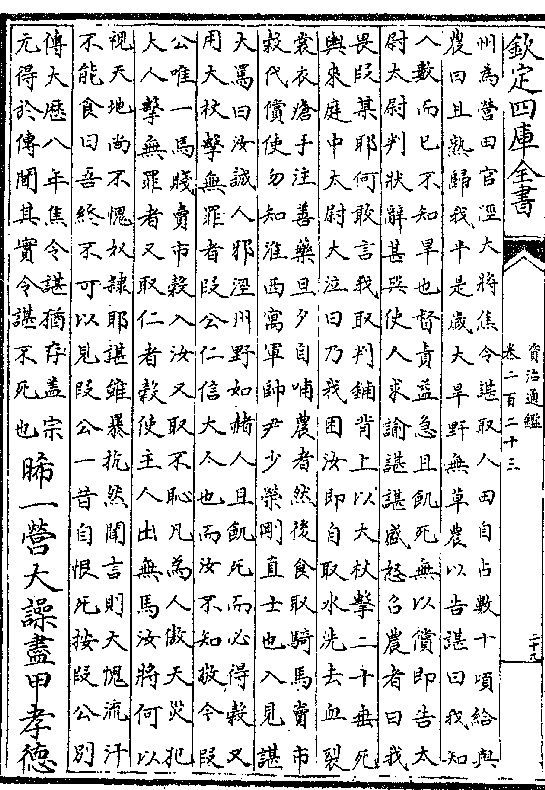 欽定四庫全書
資治通鑑
卷二百二十三
二十九
州為營田官涇大將焦令諶取人田自占數十頃給與
農曰且熟歸我半是歲大旱野無草農以告諶曰我知
入數而已不知旱也督責益急且飢死無以償即告太
尉太尉判狀辭甚巽使人求諭諶諶盛怒召農者曰我
畏段某耶何敢言我取判鋪背上以大杖擊二十垂死
輿來庭中太尉大泣曰乃我困汝即自取水洗去血裂
裳衣瘡手注善藥旦夕自哺農者然後食取騎馬賣市
穀代償使勿知淮西寓軍帥尹少榮剛直士也入見諶
大罵曰汝誠人邪涇州野如赭人且飢死而必得穀又
用大杖擊無罪者段公仁信大人也而汝不知敬今段
公唯一馬賤賣市穀入汝又取不恥凡為人傲天災犯
大人擊無罪者又取仁者穀使主人出無馬汝將何以
視天地尚不愧奴隸耶諶雖暴抗然聞言則大愧流汗
不能食曰吾終不可以見段公一昔自恨死按段公別
傳大歷八年焦令諶猶存蓋宗
元得於傳聞其實令諶不死也
晞一營大譟盡甲孝德